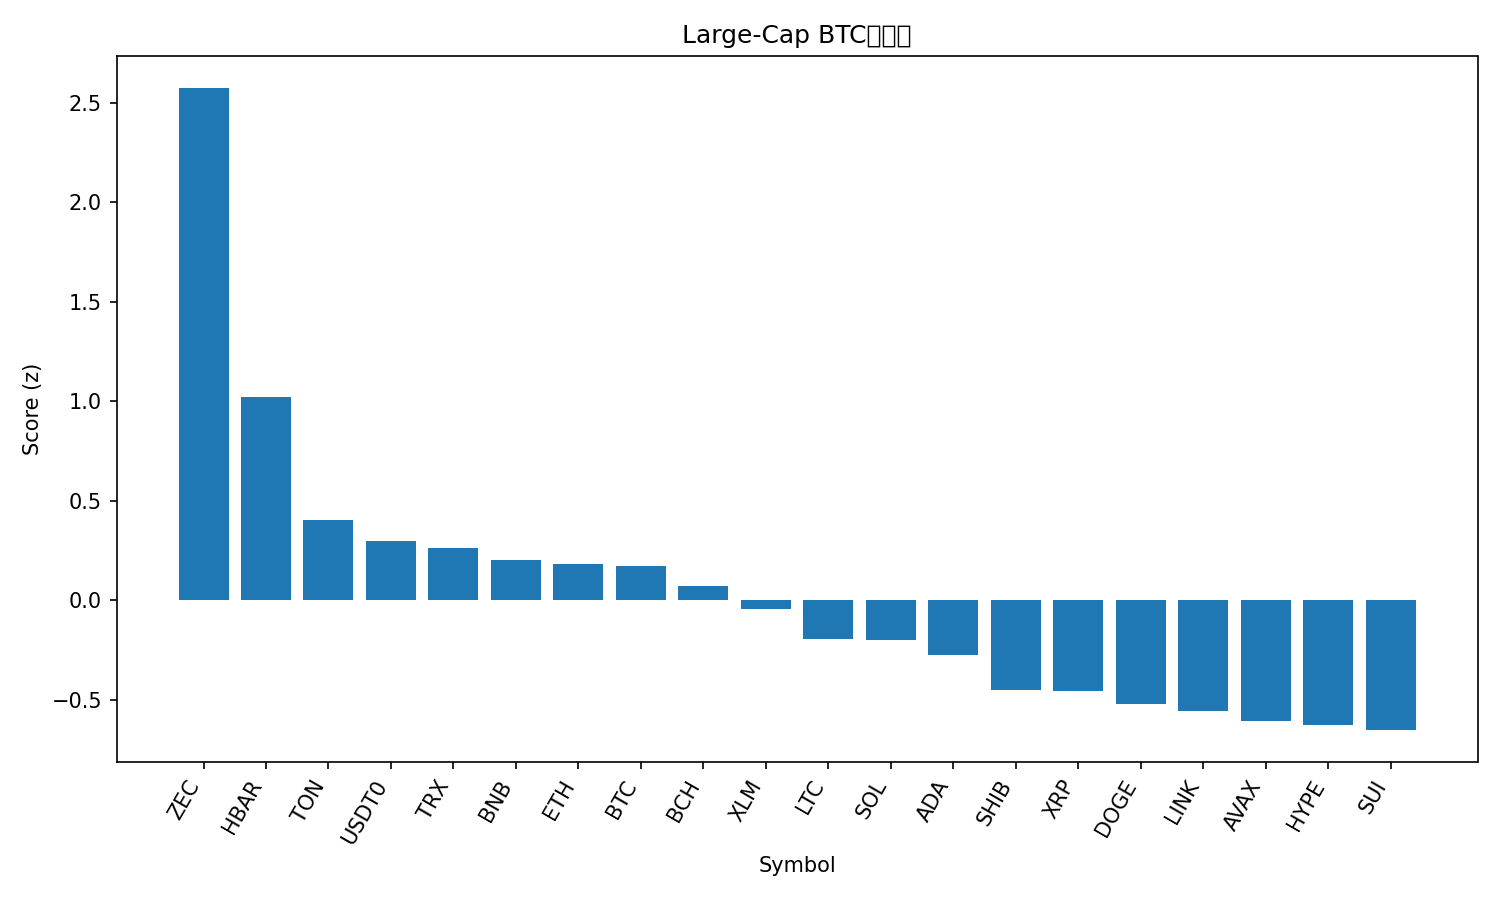 Large-Cap BTC
2.5
2.0
1.5
1.0
0.5
0.0
−0.5
Score (z)
ZEC
HBAR
TON
USDT0
TRX
BNB
ETH
BTC
BCH
XLM
LTC
SOL
ADA
SHIB
XRP
DOGE
LINK
AVAX
HYPE
SUI
Symbol